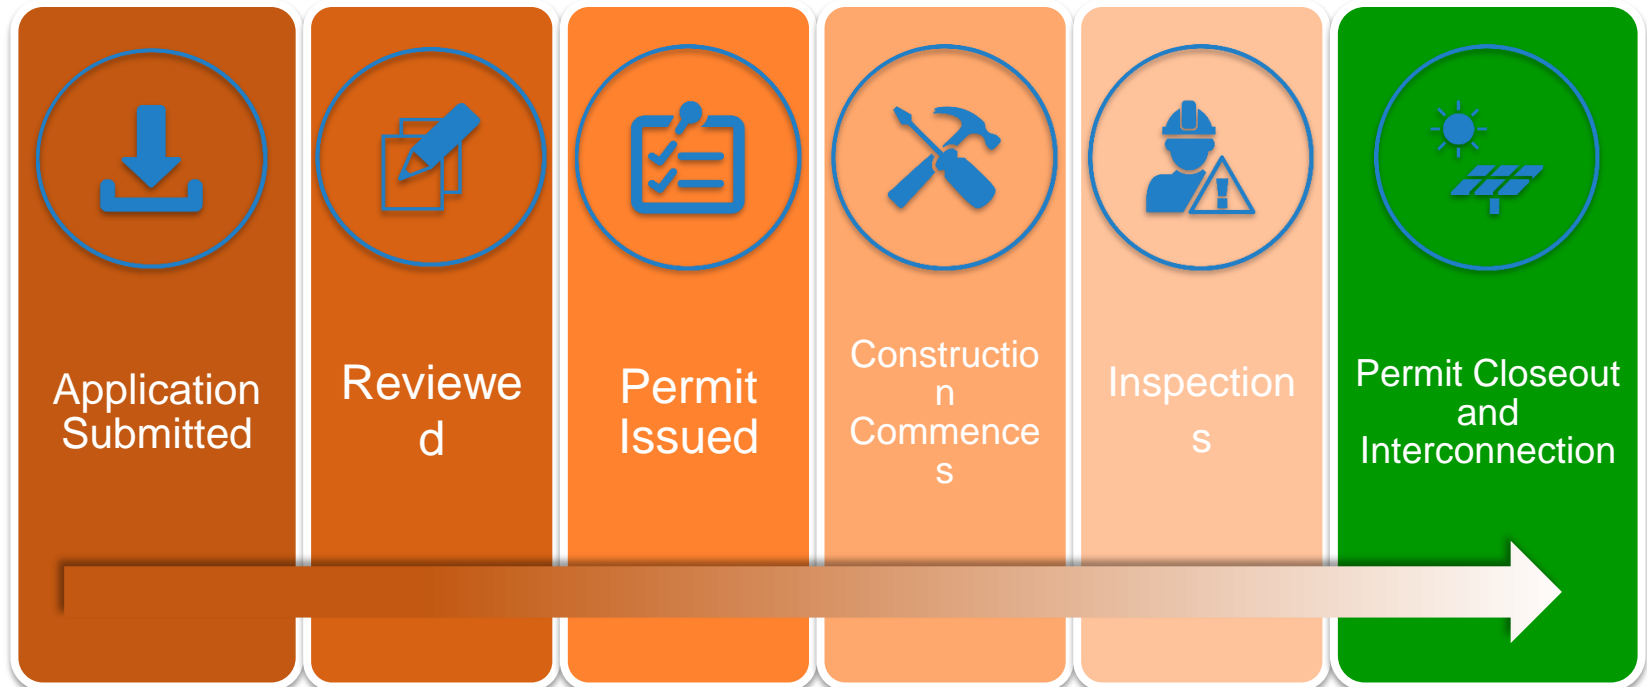 Application
Submitted
Reviewe
d
Permit
Issued
Constructio
n
Commence
s
Inspection
s
Permit Closeout
and
Interconnection